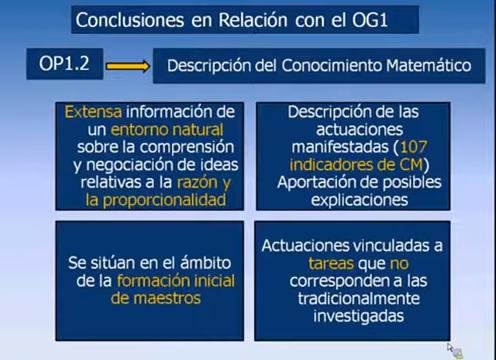 Conclusiones en Relación con el OG1
OP1.2
Descripción del Conocimiento Matemático
Extensa información de
un entorno natural
sobre la comprensión
y negociación de ideas
relativas a la razón y
la proporcionalidad
Descripción de las
actuaciones
manifestadas (107
indicadores de CM)
Aportación de posibles
explicaciones
Se sitúan en el ámbito
de la formación inicial
de maestros
Actuaciones vinculadas a
tareas que no
corresponden a las
tradicionalmente
investigadas